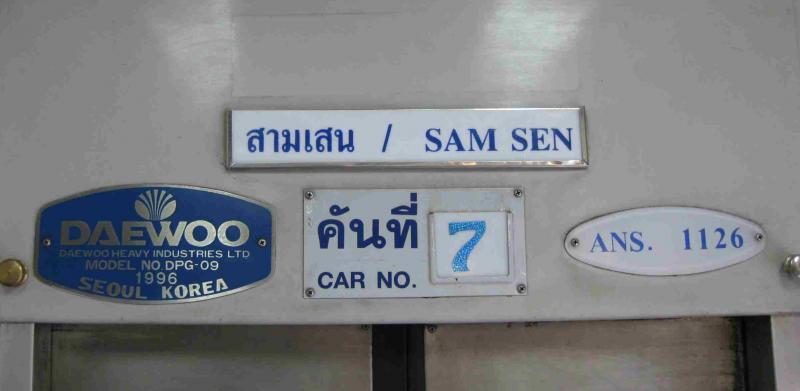 สามเสน / SAM SEN
DAEWOO
DAEWOO HEAVY INDUSTRIES LTD
MODEL NO.DPG-09
1996
SEOUL KOREA
คันที่ 7
CAR NO.
ANS. 1126